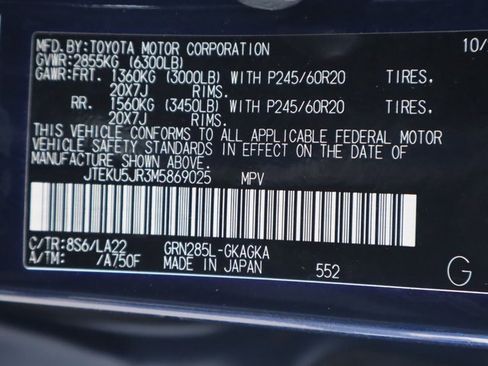 MFD.BY:TOYOTA MOTOR CORPORATION 10/
GVWR:2855KG (6300LB)
GAWR:FRT. 1360KG (3000LB) WITH P245/60R20 TIRES.
20X7J RIMS.
RR. 1560KG (3450LB) WITH P245/60R20 TIRES.
20X7J RIMS.
THIS VEHICLE CONFORMS TO ALL APPLICABLE FEDERAL MOTOR
VEHICLE SAFETY STANDARDS IN EFFECT ON THE DATE OF
MANUFACTURE SHOWN ABOVE.
JTEKU5JR3M5869025 MPV
C/TR:8S6/LA22 GRN285L-GKAGKA
A/TM: /A750F MADE IN JAPAN 552 G